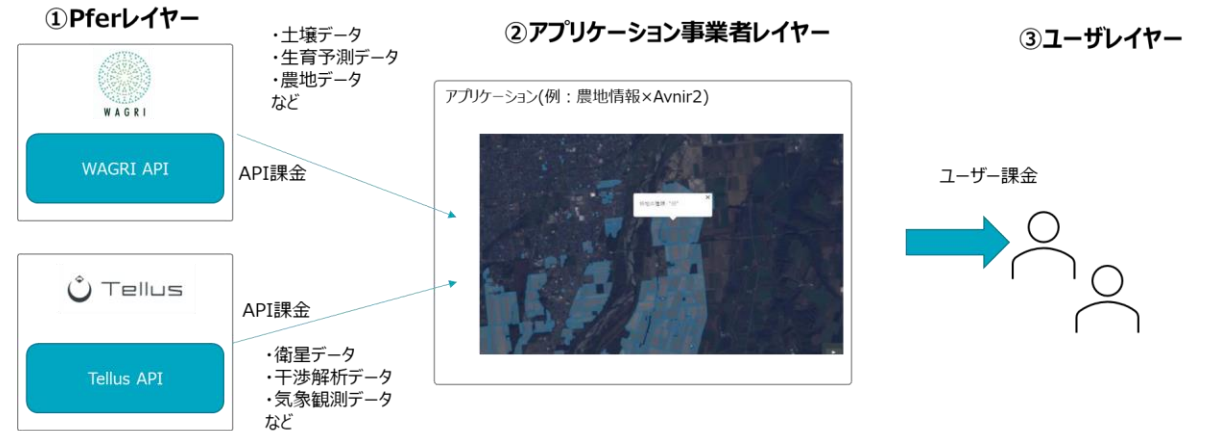 ①Pferレイヤー
WAGRI
WAGRI API
・土壌データ
・生育予測データ
・農地データ
など
API課金
Tellus
Tellus API
API課金
・衛星データ
・干渉解析データ
・気象観測データ
など
②アプリケーション事業者レイヤー
アプリケーション(例：農地情報×Avnir2)
③ユーザレイヤー
ユーザー課金